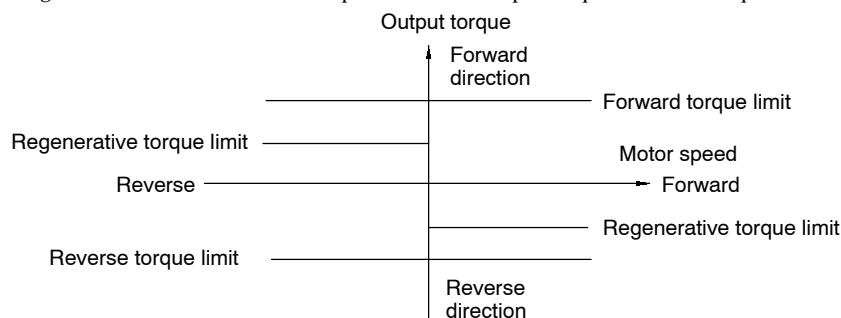 Output torque
Forward
direction
Forward torque limit
Regenerative torque limit
Motor speed
Reverse
Forward
Regenerative torque limit
Reverse torque limit
Reverse
direction